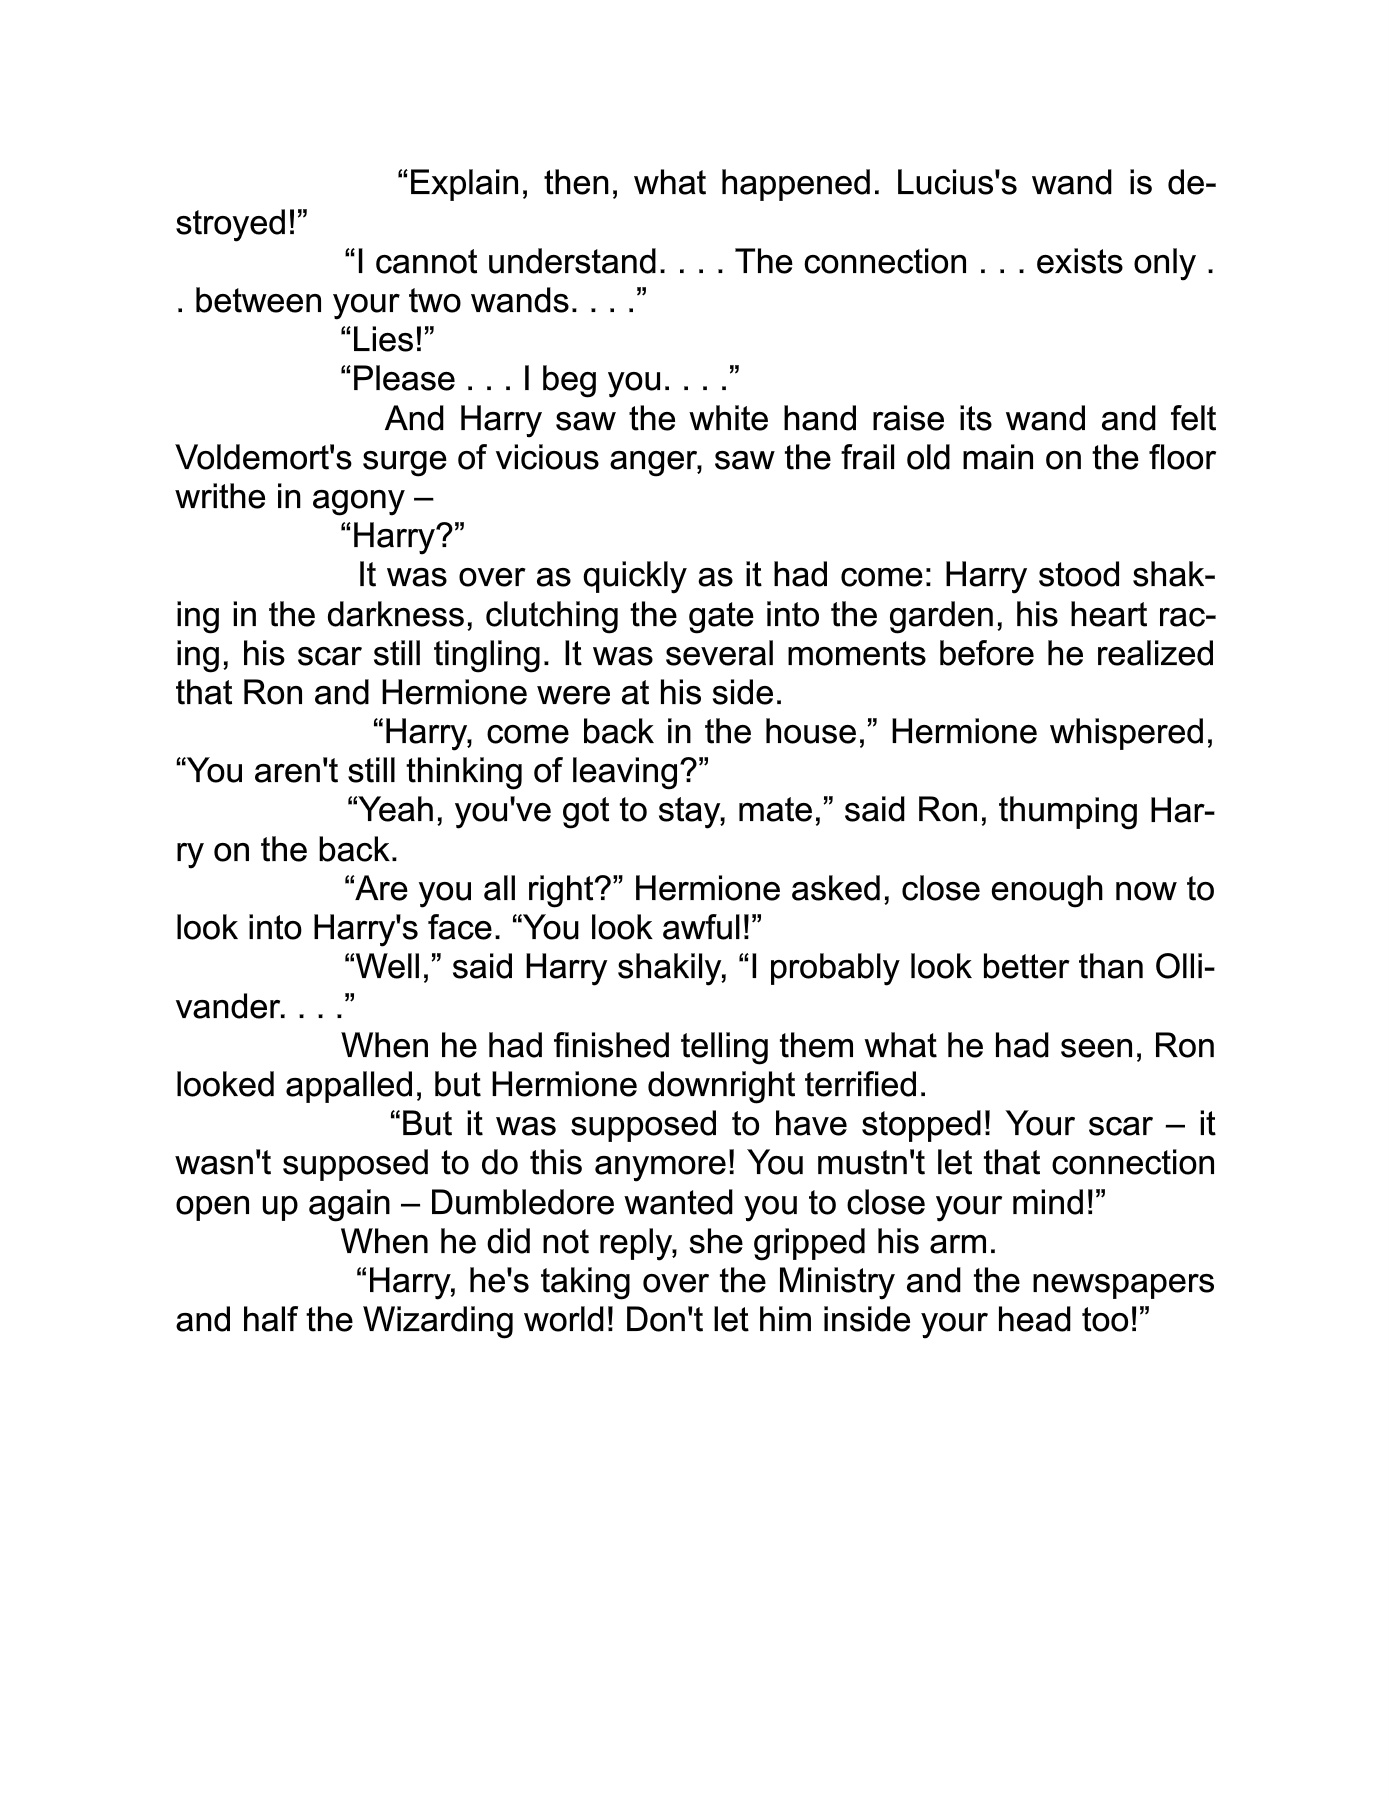 “Explain, then, what happened. Lucius's wand is de-
stroyed!”
“I cannot understand. . . . The connection . . . exists only .
. between your two wands. . . .”
“Lies!”
“Please . . . I beg you. . . .”
And Harry saw the white hand raise its wand and felt
Voldemort's surge of vicious anger, saw the frail old main on the floor
writhe in agony –
“Harry?”
It was over as quickly as it had come: Harry stood shak-
ing in the darkness, clutching the gate into the garden, his heart rac-
ing, his scar still tingling. It was several moments before he realized
that Ron and Hermione were at his side.
“Harry, come back in the house,” Hermione whispered,
“You aren't still thinking of leaving?”
“Yeah, you've got to stay, mate,” said Ron, thumping Har-
ry on the back.
“Are you all right?” Hermione asked, close enough now to
look into Harry's face. “You look awful!”
“Well,” said Harry shakily, “I probably look better than Olli-
vander. . . .”
When he had finished telling them what he had seen, Ron
looked appalled, but Hermione downright terrified.
“But it was supposed to have stopped! Your scar – it
wasn't supposed to do this anymore! You mustn't let that connection
open up again – Dumbledore wanted you to close your mind!”
When he did not reply, she gripped his arm.
“Harry, he's taking over the Ministry and the newspapers
and half the Wizarding world! Don't let him inside your head too!”